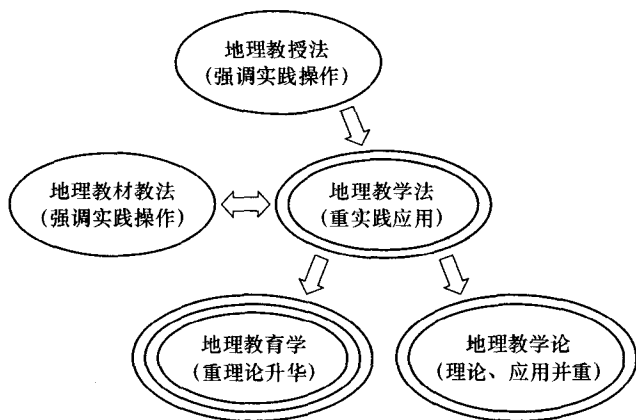 地理教授法
(强调实践操作)
地理教材教法
(强调实践操作)
地理教学法
(重实践应用)
地理教育学
(重理论升华)
地理教学论
(理论、应用并重)